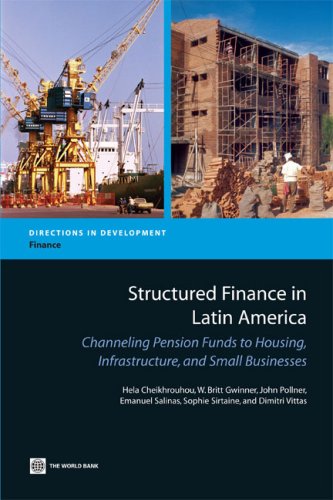 DIRECTIONS IN DEVELOPMENT
Finance
Structured Finance in
Latin America
Channeling Pension Funds to Housing,
Infrastructure, and Small Businesses
Hela Cheikhrouhou, W. Britt Gwinner, John Pollner,
Emanuel Salinas, Sophie Sirtaine, and Dimitri Vittas
THE WORLD BANK